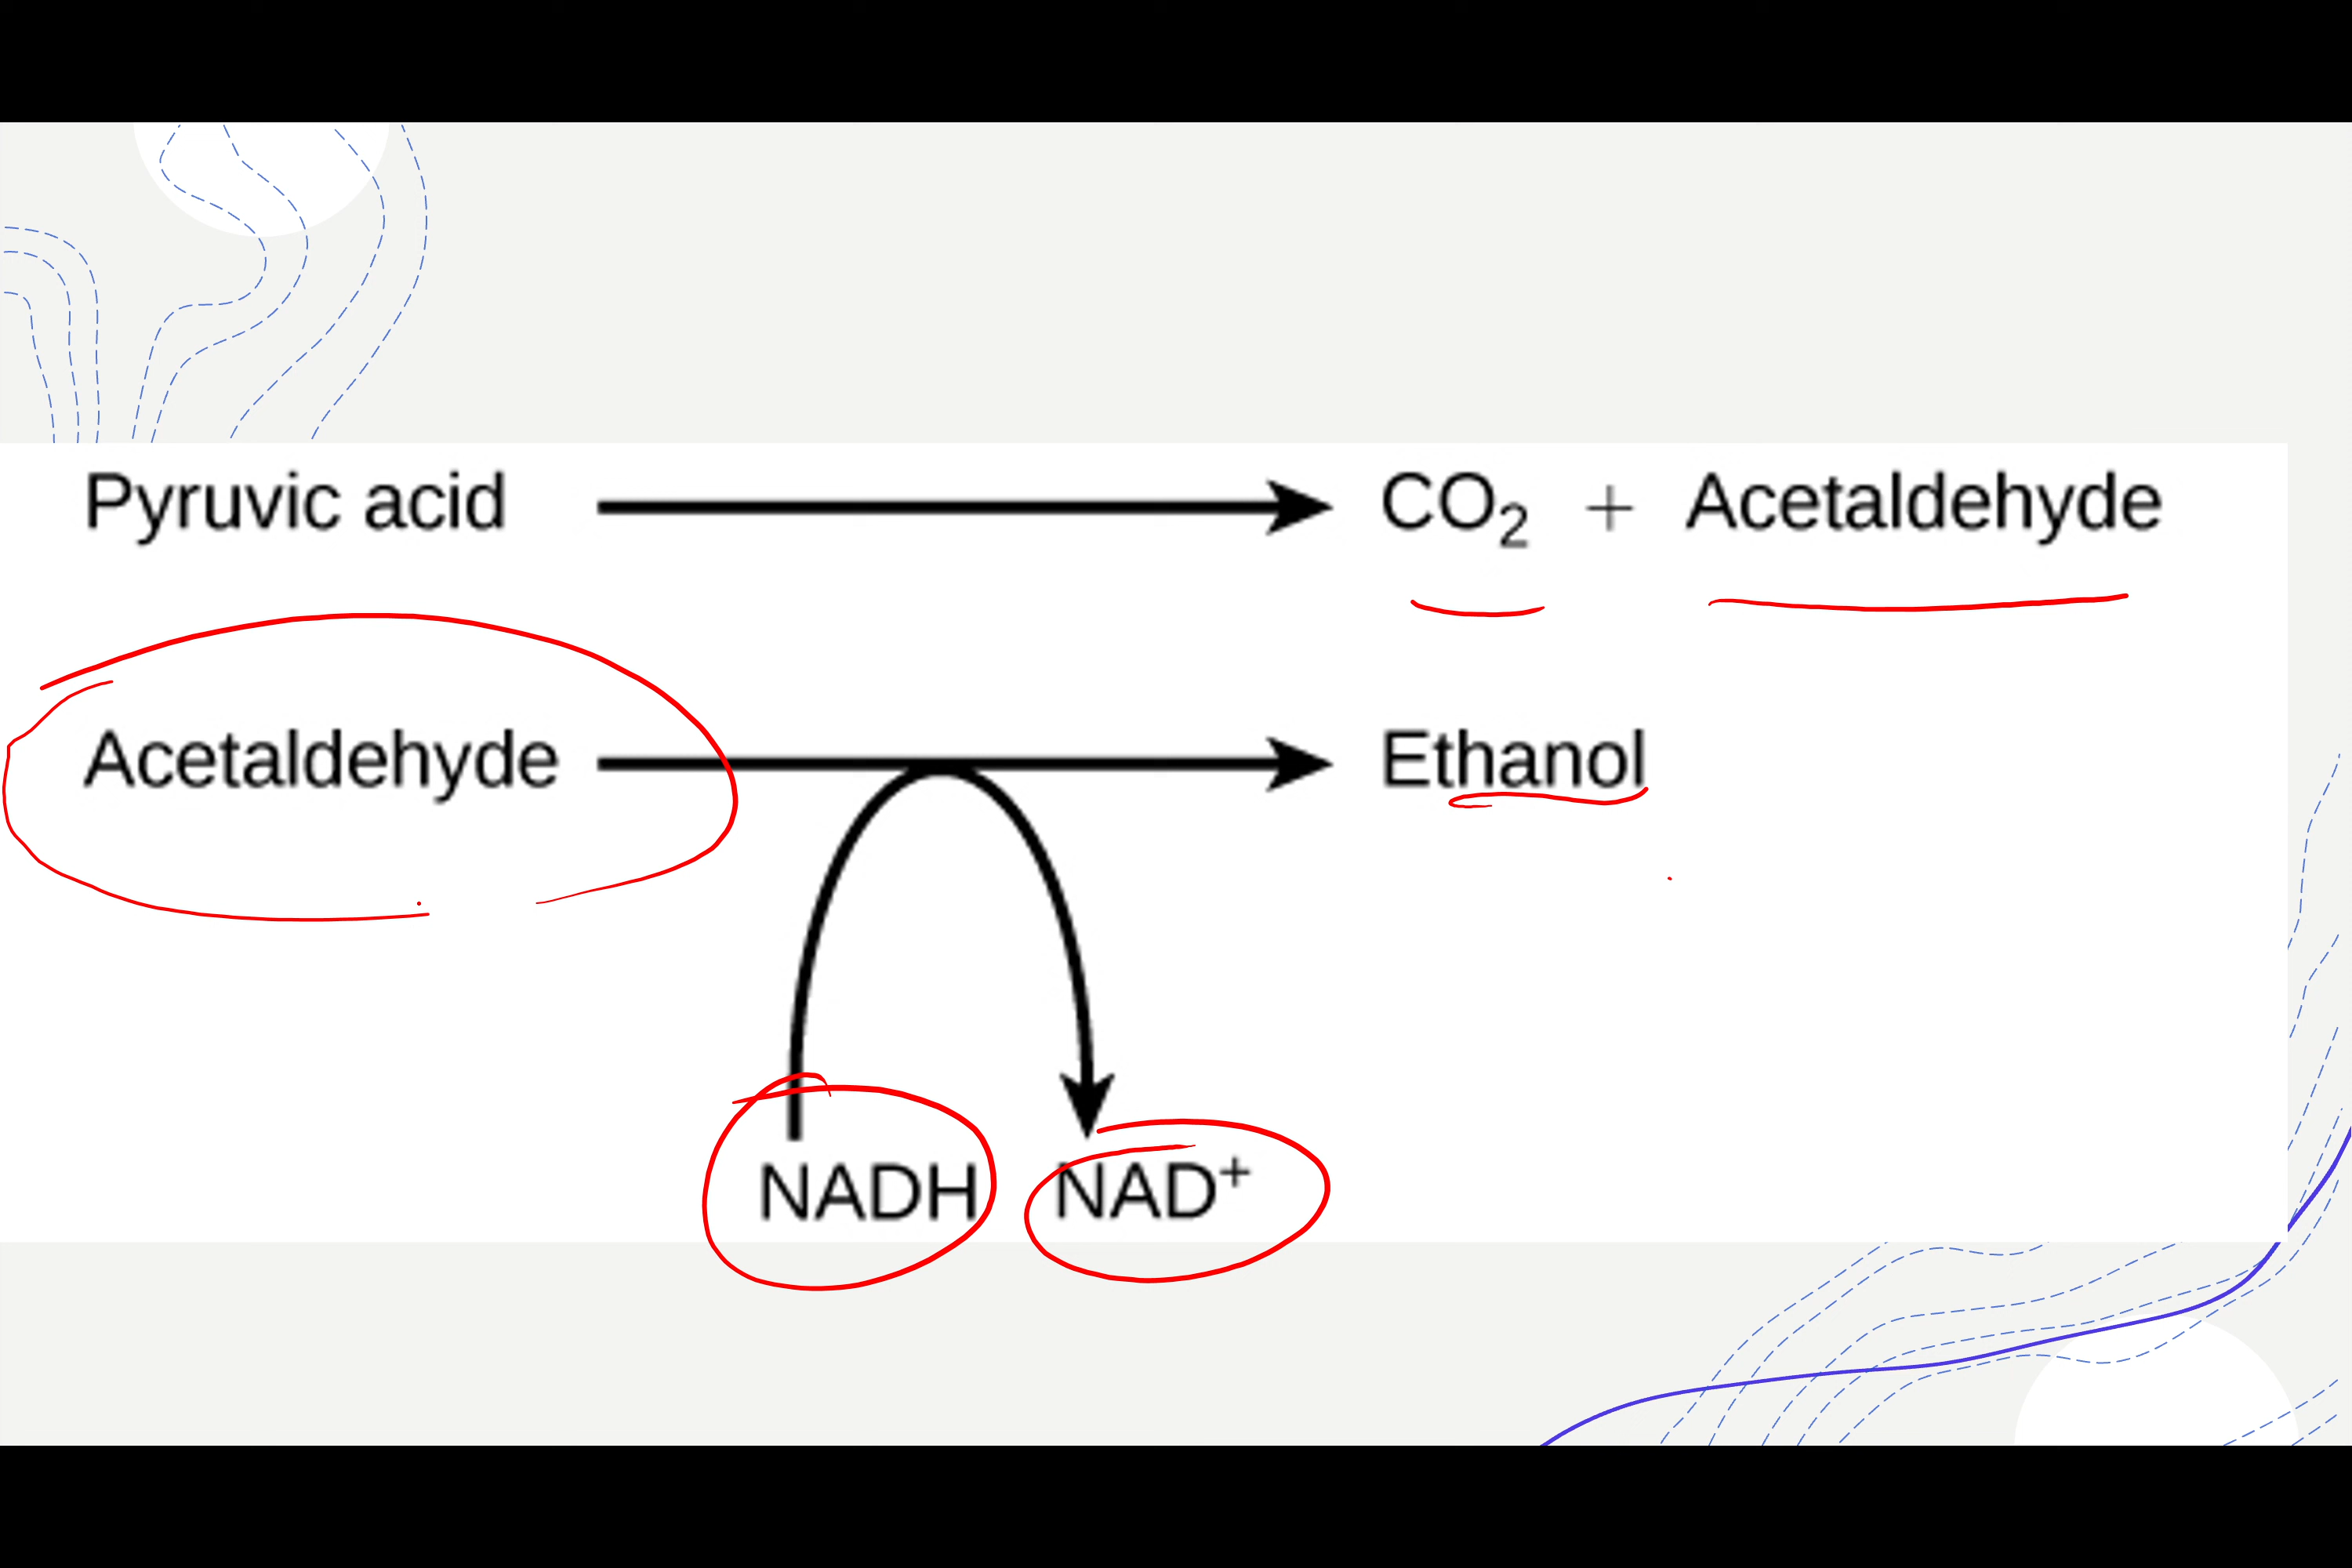 Pyruvic acid CO₂ + Acetaldehyde
Acetaldehyde Ethanol
NADH NAD⁺